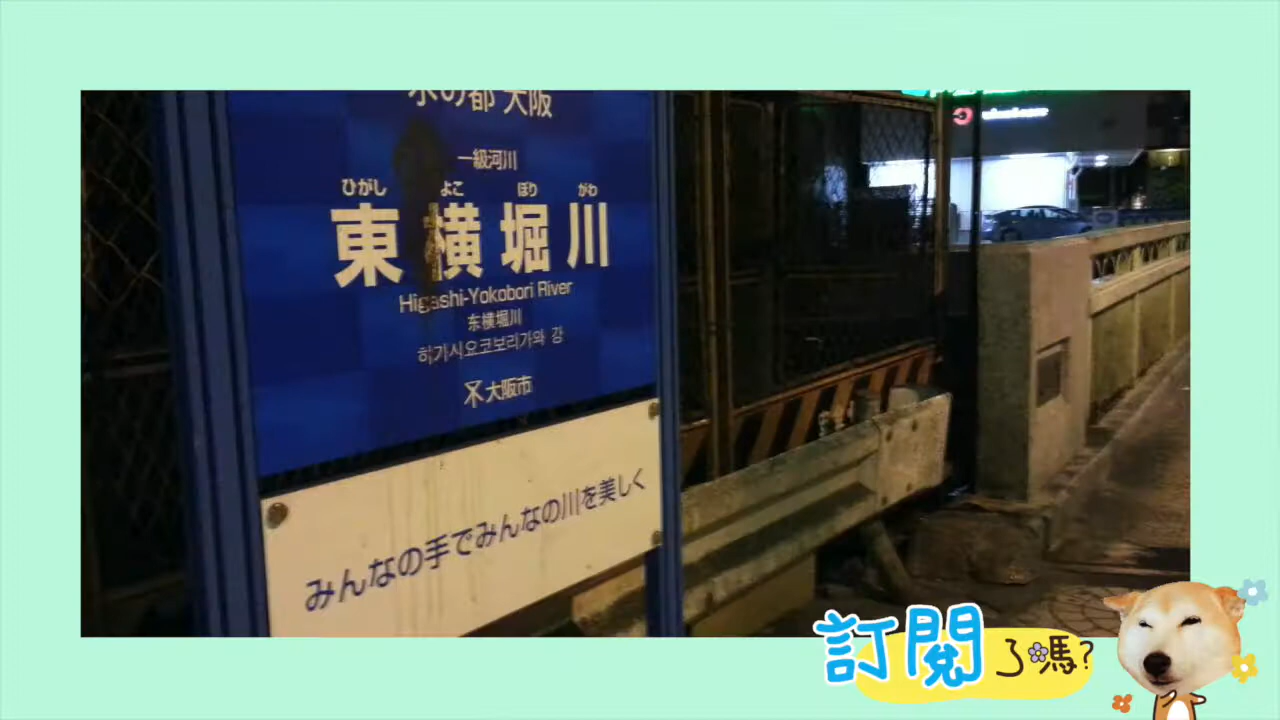 水の都 大阪
一級河川
ひがし よこ ぼり がわ
東横堀川
Higashi-Yokobori River
东横堀川
히가시요코보리가와 강
大阪市
みんなの手でみんなの川を美しく
訂閱了嗎?